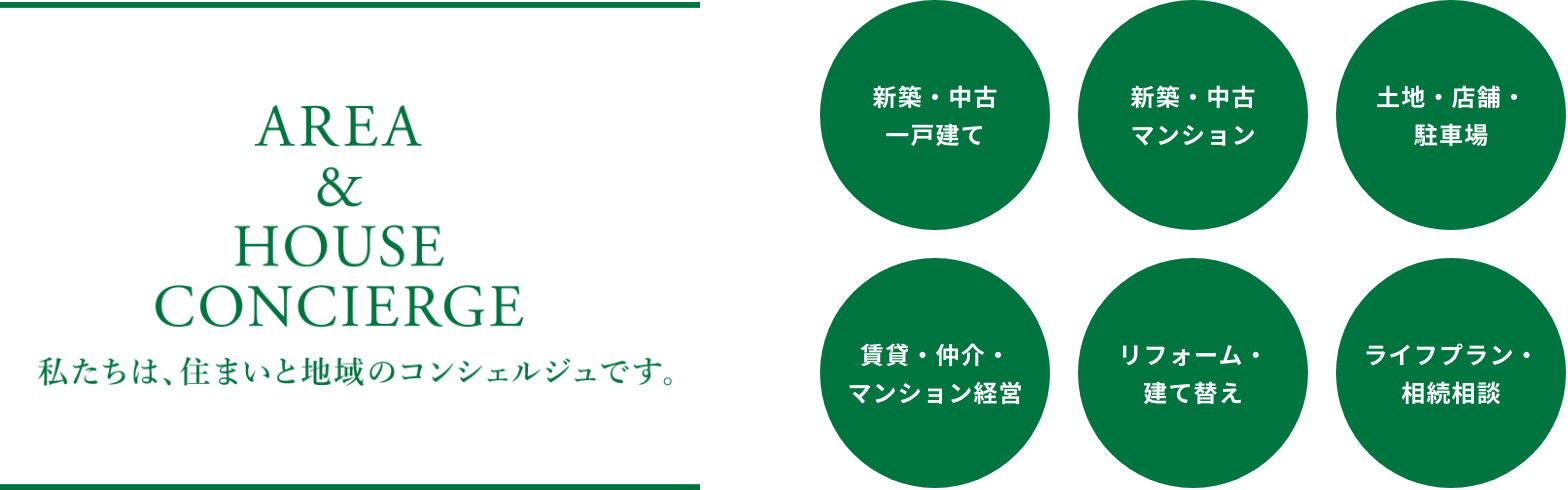 AREA
&
HOUSE
CONCIERGE
私たちは、住まいと地域のコンシェルジュです。
新築・中古
一戸建て
新築・中古
マンション
土地・店舗・
駐車場
賃貸・仲介・
マンション経営
リフォーム・
建て替え
ライフプラン・
相続相談